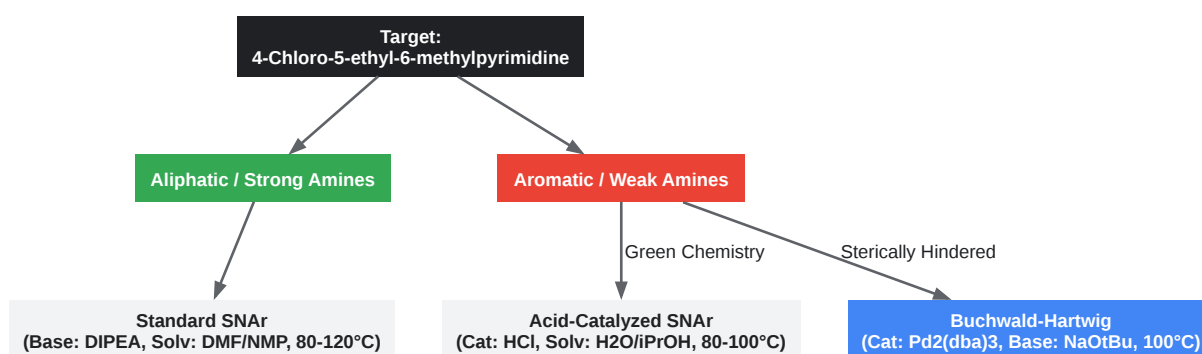 Target:
4-Chloro-5-ethyl-6-methylpyrimidine
Aliphatic / Strong Amines
Aromatic / Weak Amines
Green Chemistry
Sterically Hindered
Standard SNAr
(Base: DIPEA, Solv: DMF/NMP, 80-120°C)
Acid-Catalyzed SNAr
(Cat: HCl, Solv: H2O/iPrOH, 80-100°C)
Buchwald-Hartwig
(Cat: Pd2(dba)3, Base: NaOtBu, 100°C)